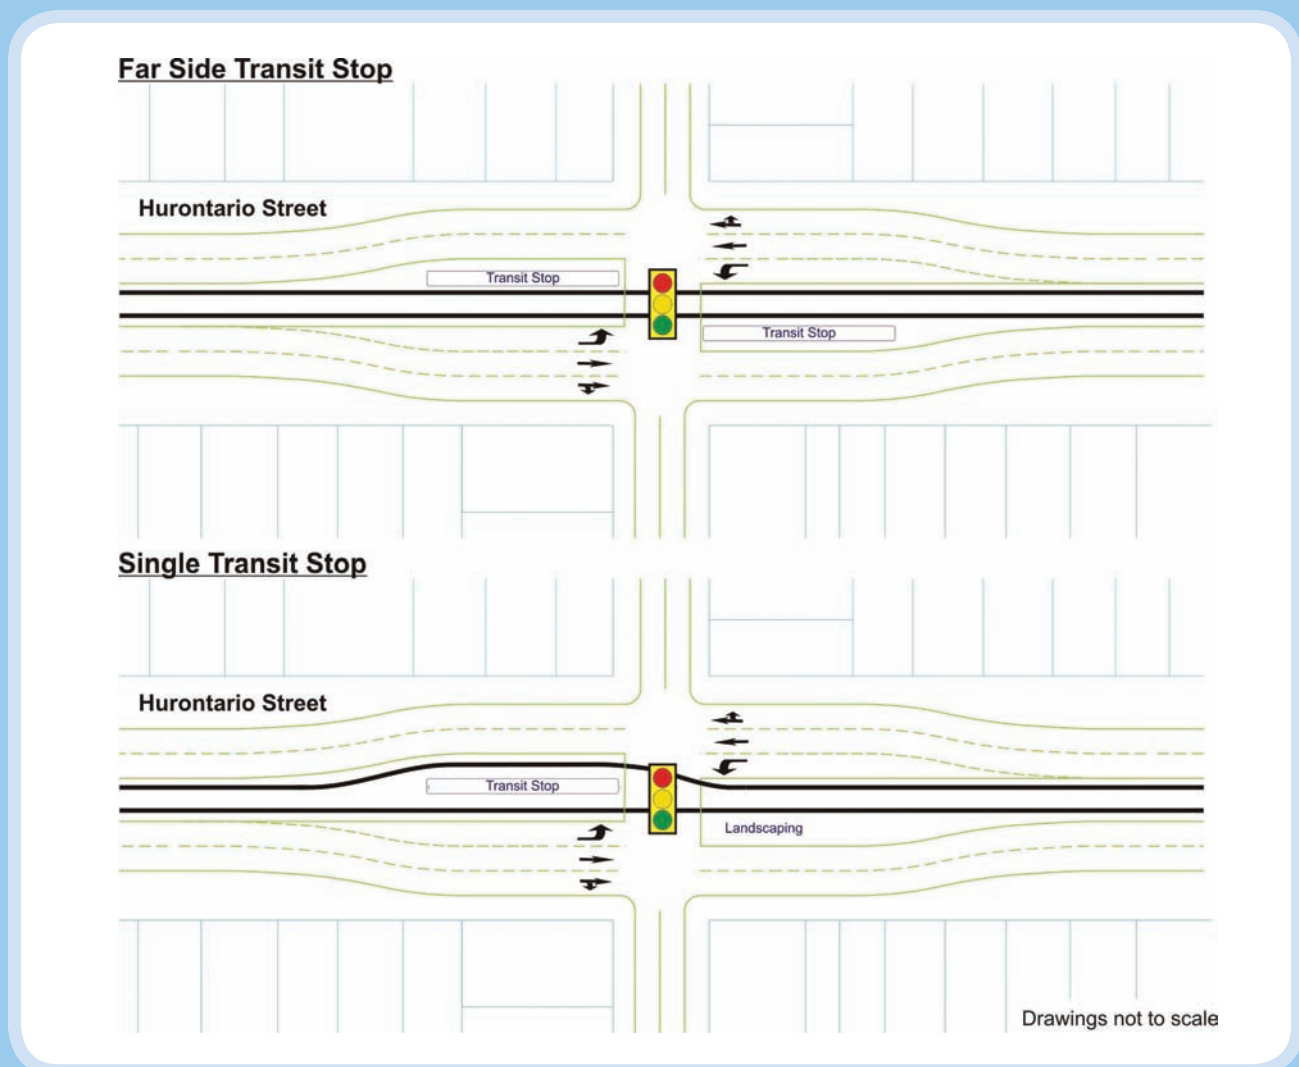 Far Side Transit Stop
Hurontario Street
Transit Stop
Transit Stop
Single Transit Stop
Hurontario Street
Transit Stop
Landscaping
Drawings not to scale